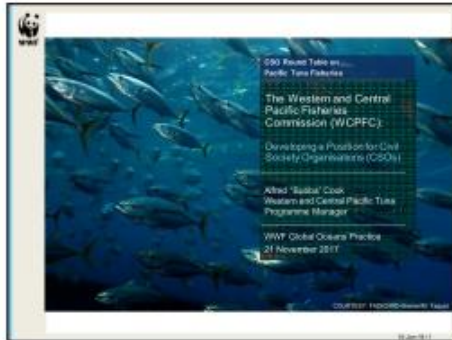 WWF
CSO Round Table on
Pacific Tuna Fisheries
The Western and Central
Pacific Fisheries
Commission (WCPFC):
Developing a Position for Civil
Society Organisations (CSOs)
Alfred "Bubba" Cook
Western and Central Pacific Tuna
Programme Manager
WWF Global Oceans Practice
21 November 2017
COURTESY: